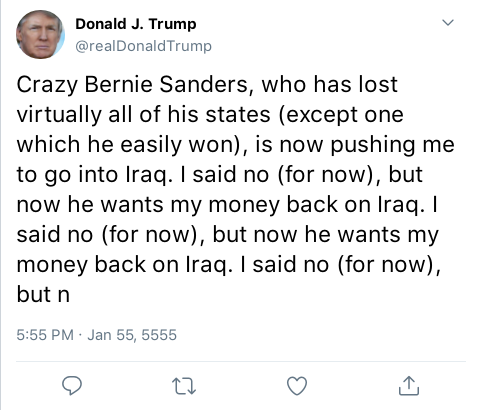 Donald J. Trump
@realDonaldTrump
Crazy Bernie Sanders, who has lost
virtually all of his states (except one
which he easily won), is now pushing me
to go into Iraq. I said no (for now), but
now he wants my money back on Iraq. I
said no (for now), but now he wants my
money back on Iraq. I said no (for now),
but n
5:55 PM · Jan 55, 5555